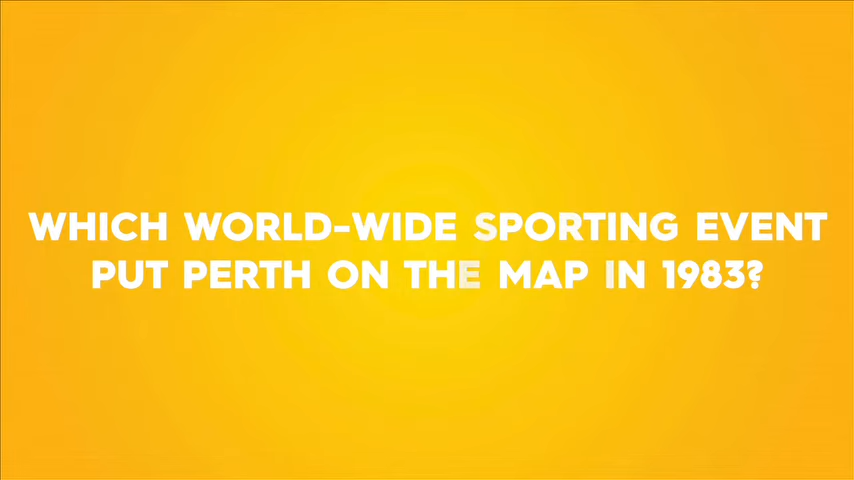 WHICH WORLD-WIDE SPORTING EVENT
PUT PERTH ON THE MAP IN 1983?